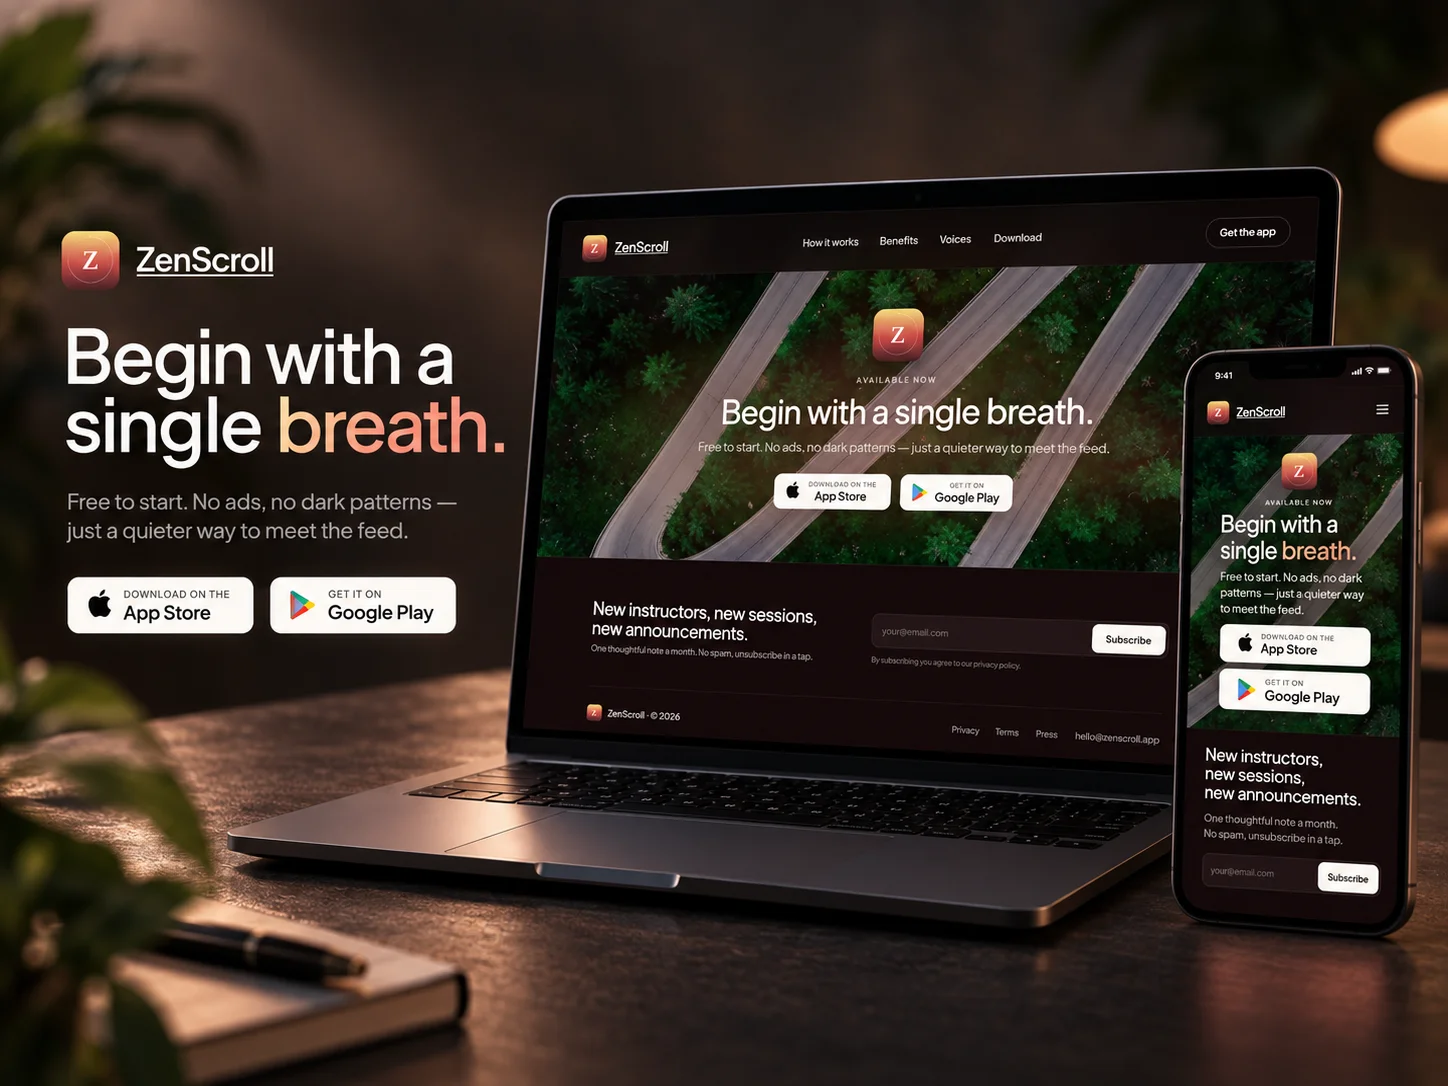 Z
ZenScroll
Begin with a
single breath.
Free to start. No ads, no dark patterns —
just a quieter way to meet the feed.
DOWNLOAD ON THE
App Store
GET IT ON
Google Play
Z
ZenScroll
How it works
Benefits
Voices
Download
Get the app
Z
AVAILABLE NOW
Begin with a single breath.
Free to start. No ads, no dark patterns — just a quieter way to meet the feed.
DOWNLOAD ON THE
App Store
GET IT ON
Google Play
New instructors, new sessions,
new announcements.
One thoughtful note a month. No spam, unsubscribe in a tap.
your@email.com
Subscribe
By subscribing you agree to our privacy policy.
Z
ZenScroll · © 2026
Privacy
Terms
Press
hello@zenscroll.app
9:41
Z
ZenScroll
Z
AVAILABLE NOW
Begin with a
single breath.
Free to start. No ads, no dark
patterns — just a quieter way
to meet the feed.
DOWNLOAD ON THE
App Store
GET IT ON
Google Play
New instructors,
new sessions,
new announcements.
One thoughtful note a month.
No spam, unsubscribe in a tap.
your@email.com
Subscribe